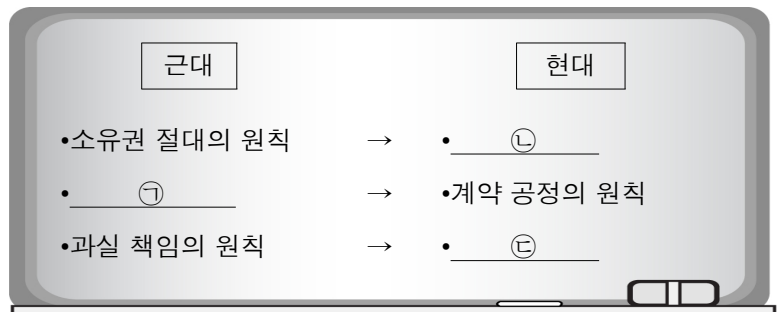 근대 현대
•소유권 절대의 원칙 → • ㉡
• ㉠ → •계약 공정의 원칙
•과실 책임의 원칙 → • ㉢